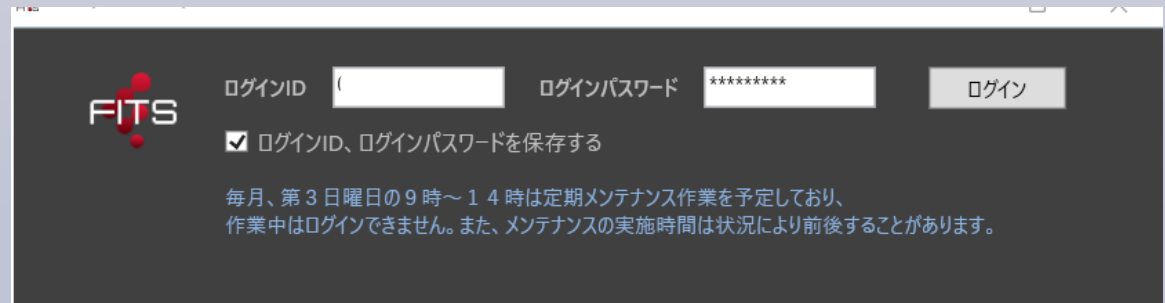 ログインID
ログインパスワード *********
ログイン
FITS
ログインID、ログインパスワードを保存する
毎月、第3日曜日の9時～14時は定期メンテナンス作業を予定しており、
作業中はログインできません。また、メンテナンスの実施時間は状況により前後することがあります。